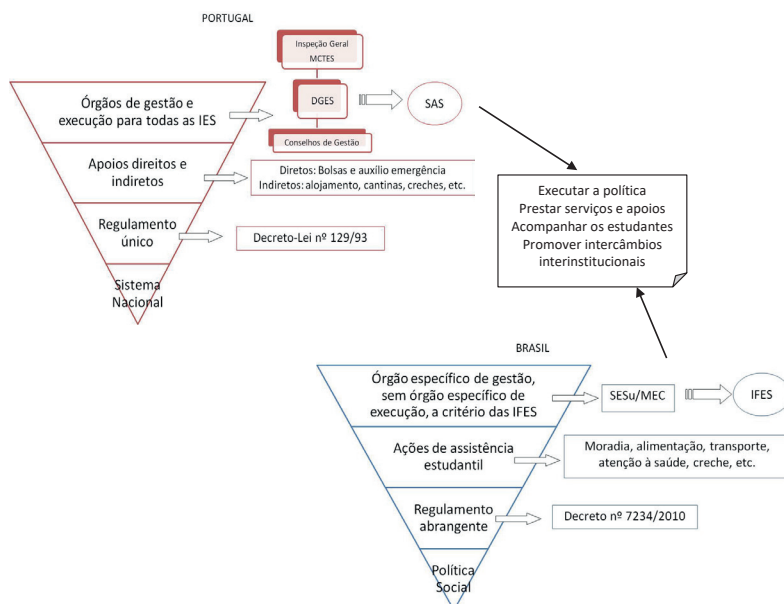 PORTUGAL
Inspeção Geral
MCTES
DGES
Conselhos de Gestão
SAS
Órgãos de gestão e
execução para todas as IES
Apoios direitos e
indiretos
Diretos: Bolsas e auxílio emergência
Indiretos: alojamento, cantinas, creches, etc.
Regulamento
único
Decreto-Lei nº 129/93
Sistema
Nacional
Executar a política
Prestar serviços e apoios
Acompanhar os estudantes
Promover intercâmbios
interinstitucionais
BRASIL
Órgão específico de gestão,
sem órgão específico de
execução, a critério das IFES
SESu/MEC
IFES
Ações de assistência
estudantil
Moradia, alimentação, transporte,
atenção à saúde, creche, etc.
Regulamento
abrangente
Decreto nº 7234/2010
Política
Social